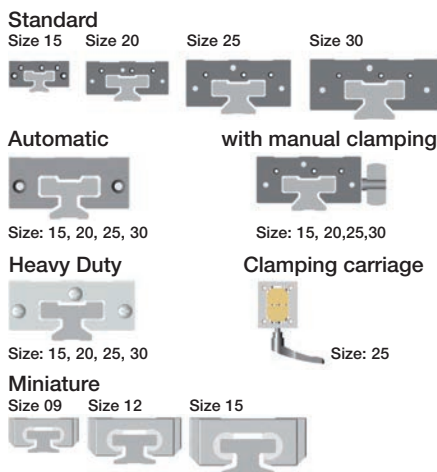 Standard
Size 15 Size 20 Size 25 Size 30
Automatic with manual clamping
Size: 15, 20, 25, 30 Size: 15, 20,25,30
Heavy Duty Clamping carriage
Size: 15, 20, 25, 30 Size: 25
Miniature
Size 09 Size 12 Size 15